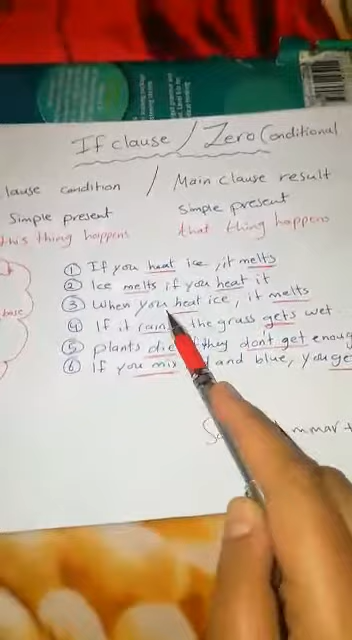 If clause / Zero Conditional
lause condition / Main clause result
Simple present Simple present
this thing happens that thing happens
① If you heat ice, it melts
② Ice melts if you heat it
③ When you heat ice, it melts
base
④ If it rain the grass gets wet
⑤ plants die they don't get enoug
⑥ If you mix and blue, you ge
mmar